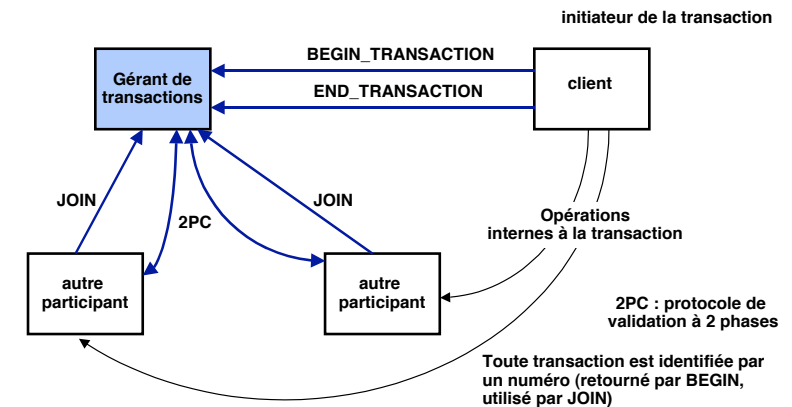 initiateur de la transaction
BEGIN_TRANSACTION
Gérant de
transactions
client
END_TRANSACTION
JOIN
JOIN
2PC
Opérations
internes à la transaction
autre
participant
autre
participant
2PC : protocole de
validation à 2 phases
Toute transaction est identifiée par
un numéro (retourné par BEGIN,
utilisé par JOIN)